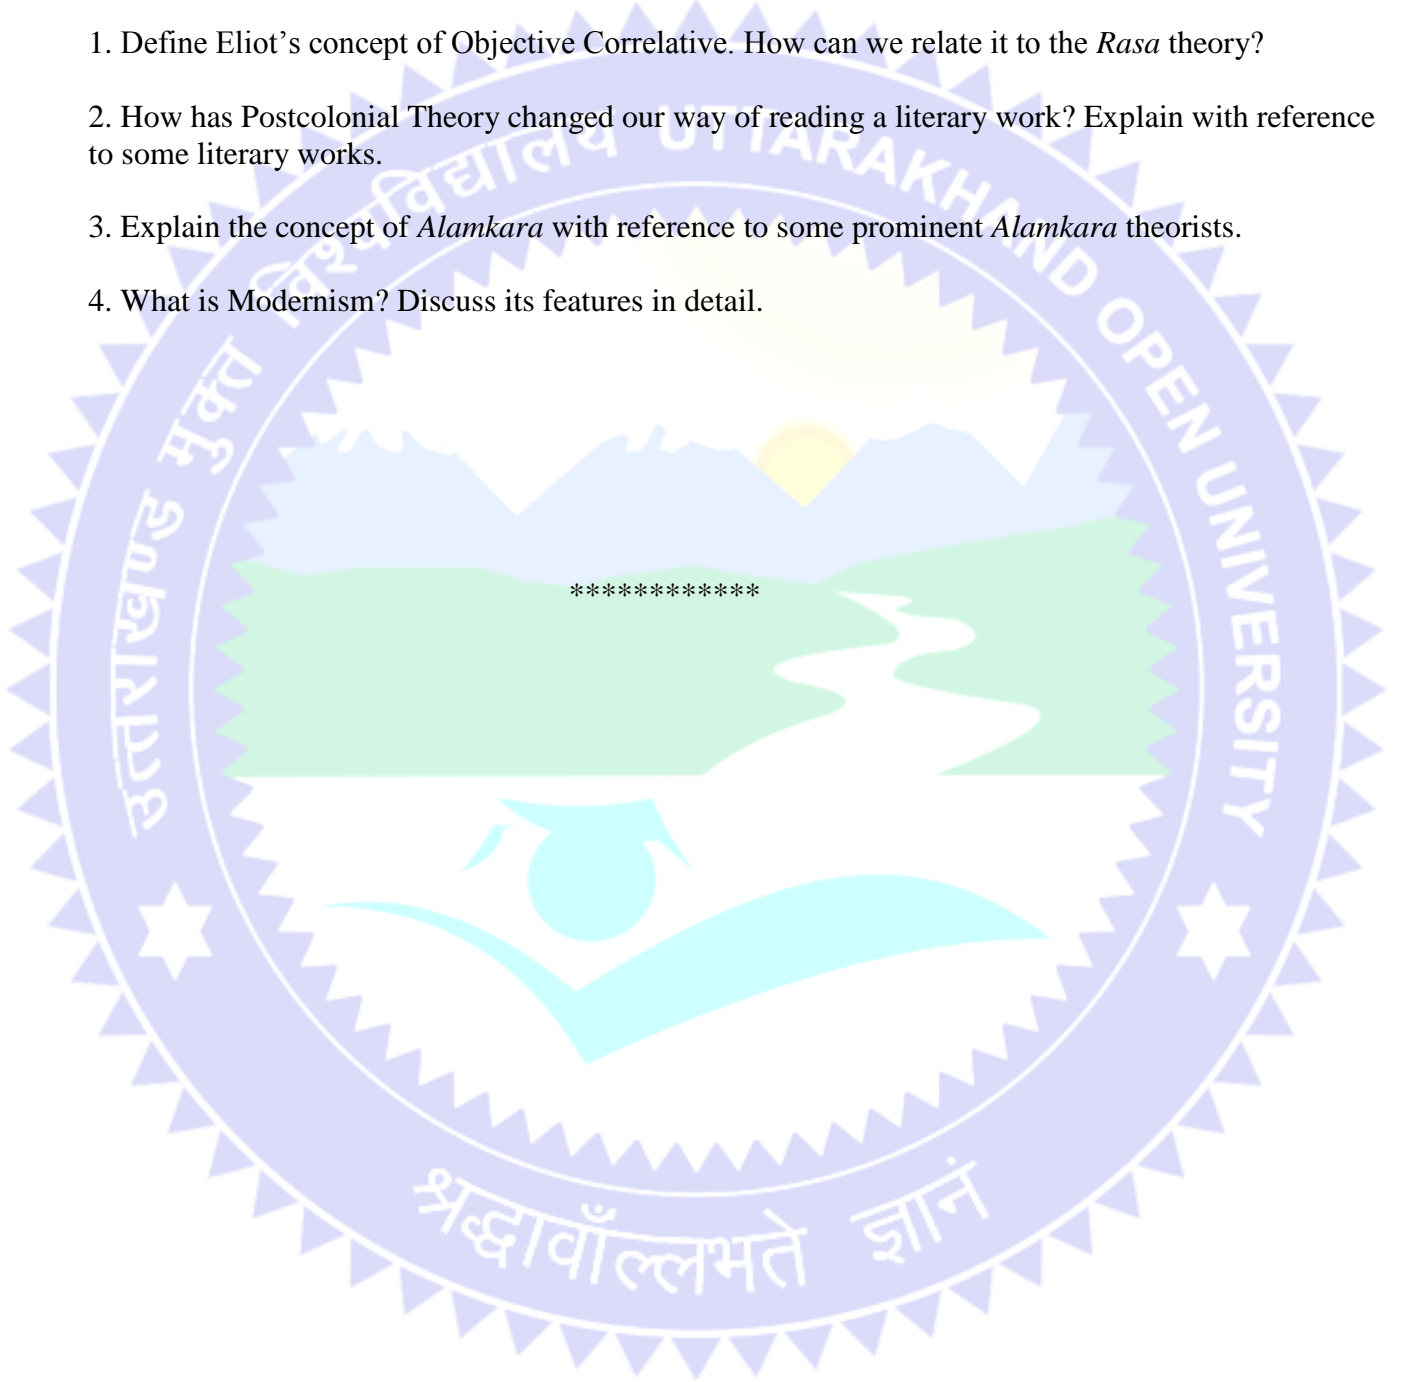 1. Define Eliot’s concept of Objective Correlative. How can we relate it to the Rasa theory?
2. How has Postcolonial Theory changed our way of reading a literary work? Explain with reference
to some literary works.
3. Explain the concept of Alamkara with reference to some prominent Alamkara theorists.
4. What is Modernism? Discuss its features in detail.
************
उत्तराखण्ड मुक्त विश्वविद्यालय UTTARAKHAND OPEN UNIVERSITY
श्रद्धावाँल्लभते ज्ञानं